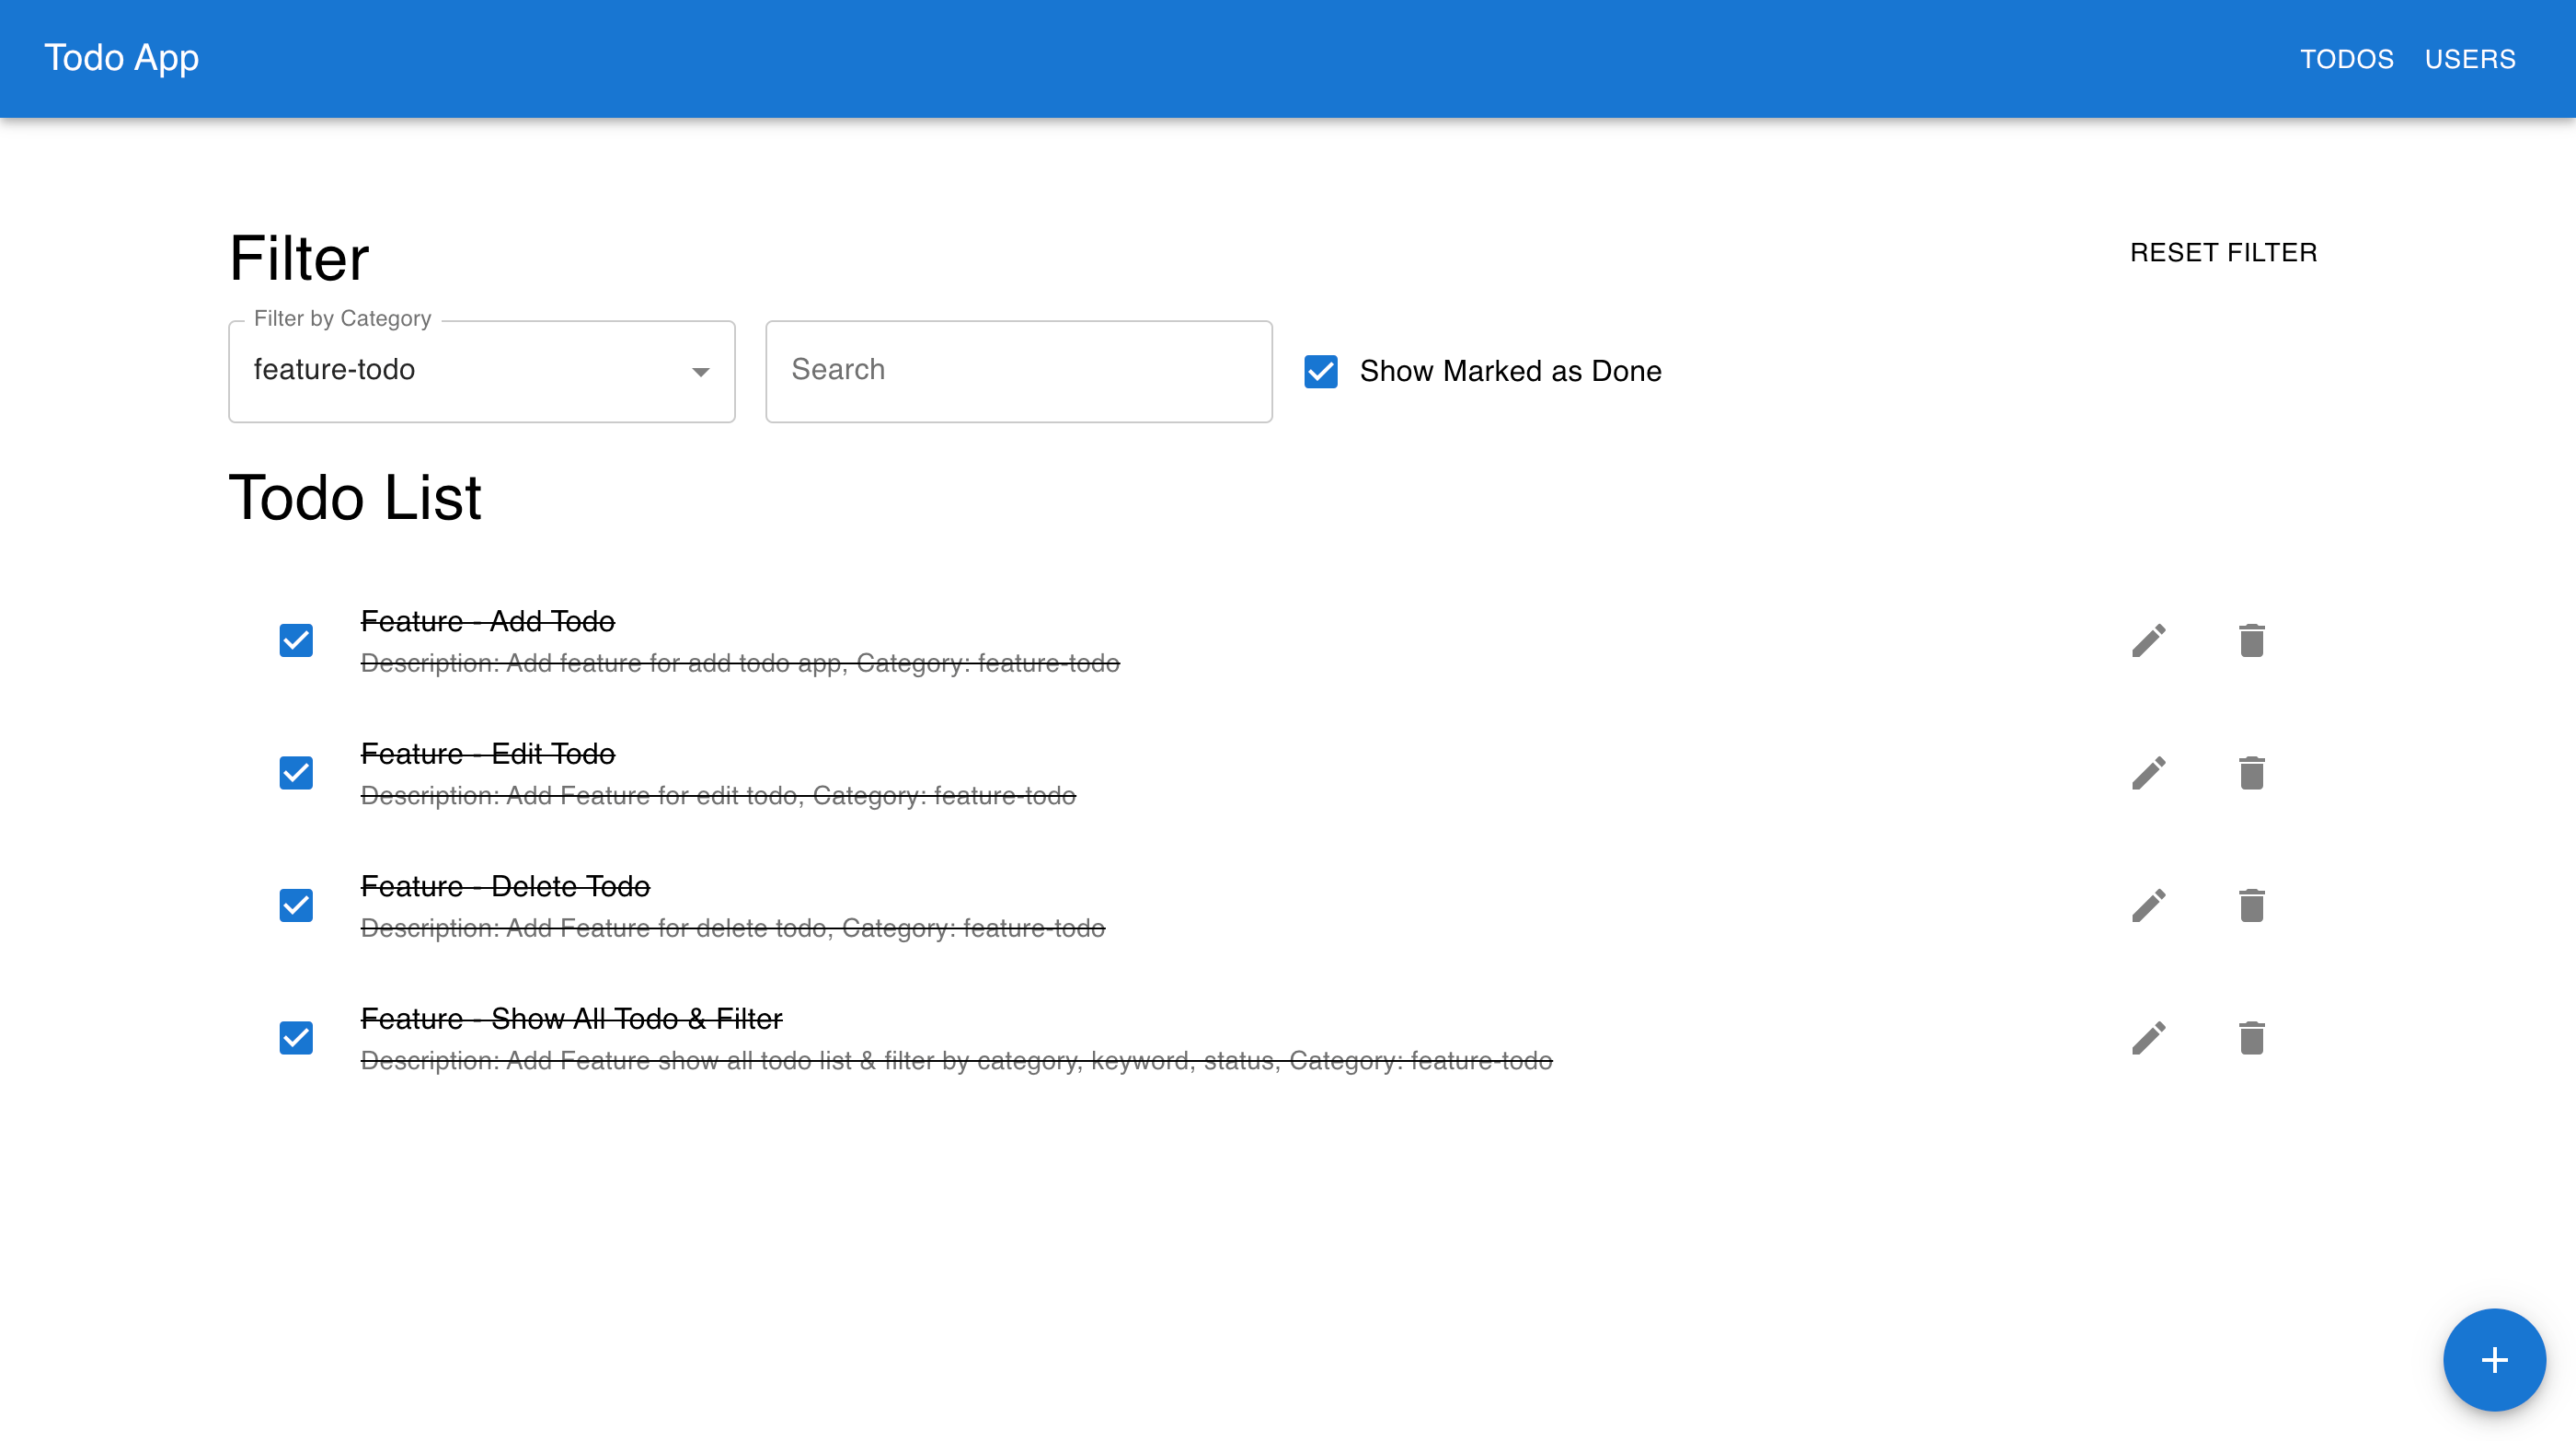 Todo App
TODOS USERS
Filter
RESET FILTER
Filter by Category
feature-todo
Search
Show Marked as Done
Todo List
Feature - Add Todo
Description: Add feature for add todo app, Category: feature-todo
Feature - Edit Todo
Description: Add Feature for edit todo, Category: feature-todo
Feature - Delete Todo
Description: Add Feature for delete todo, Category: feature-todo
Feature - Show All Todo & Filter
Description: Add Feature show all todo list & filter by category, keyword, status, Category: feature-todo